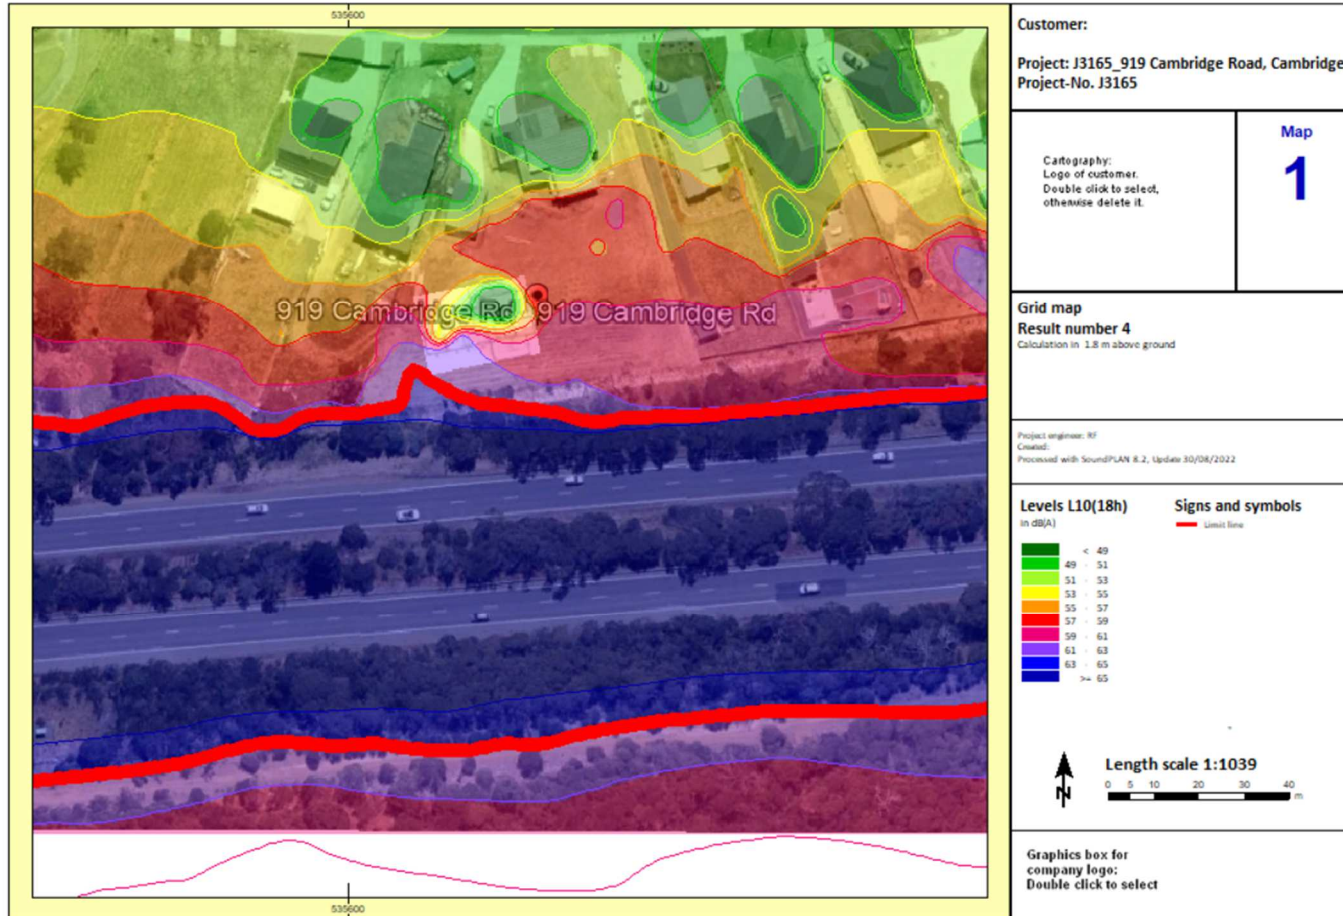 535600
Customer:
Project: J3165_919 Cambridge Road, Cambridge
Project-No. J3165
Cartography:
Logo of customer.
Double click to select,
otherwise delete it.
Map
1
Grid map
Result number 4
Calculation in 1.8 m above ground
919 Cambridge Rd
919 Cambridge Rd
Project engineer: RF
Created:
Processed with SoundPLAN 8.2, Update 30/08/2022
Levels L10(18h)
in dB(A)
< 49
49 - 51
51 - 53
53 - 55
55 - 57
57 - 59
59 - 61
61 - 63
63 - 65
>= 65
Signs and symbols
Limit line
N
Length scale 1:1039
0 5 10 20 30 40
m
Graphics box for
company logo:
Double click to select
535600